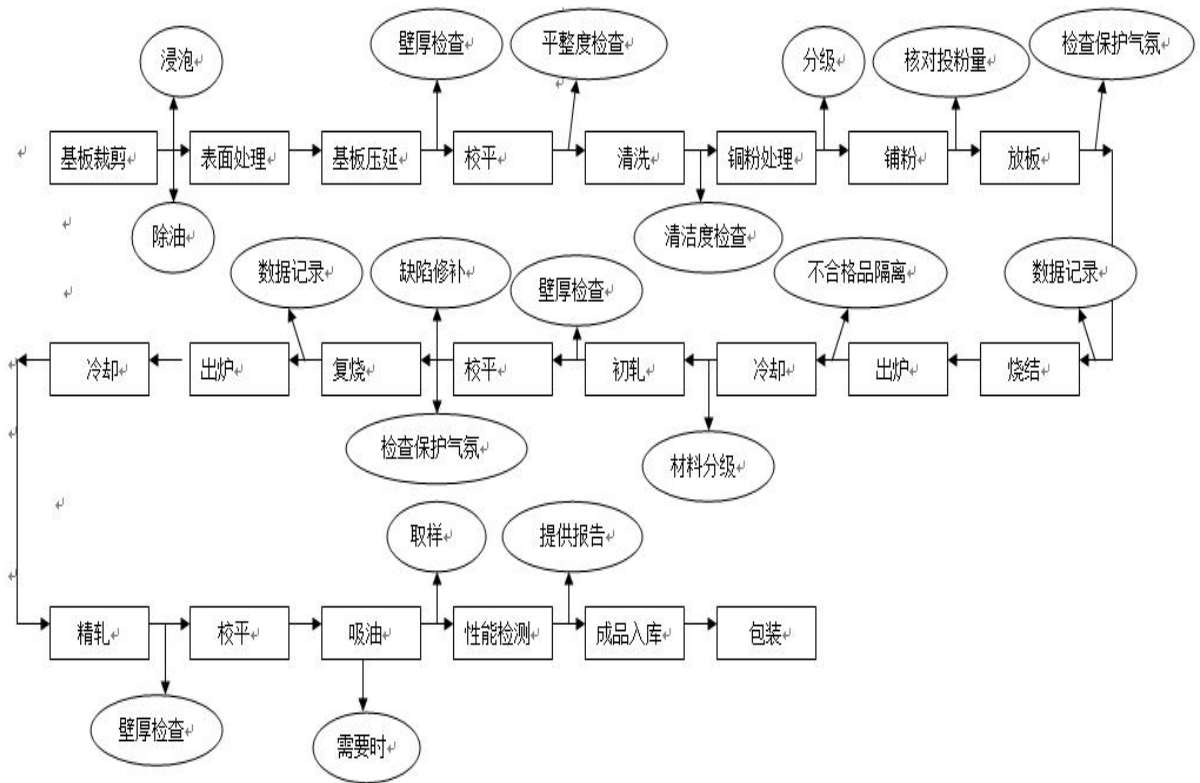 浸泡
壁厚检查
平整度检查
分级
核对投粉量
检查保护气氛
基板裁剪
表面处理
基板压延
校平
清洗
铜粉处理
铺粉
放板
除油
清洁度检查
数据记录
缺陷修补
壁厚检查
不合格品隔离
数据记录
冷却
出炉
复烧
校平
初轧
冷却
出炉
烧结
检查保护气氛
材料分级
取样
提供报告
精轧
校平
吸油
性能检测
成品入库
包装
壁厚检查
需要时